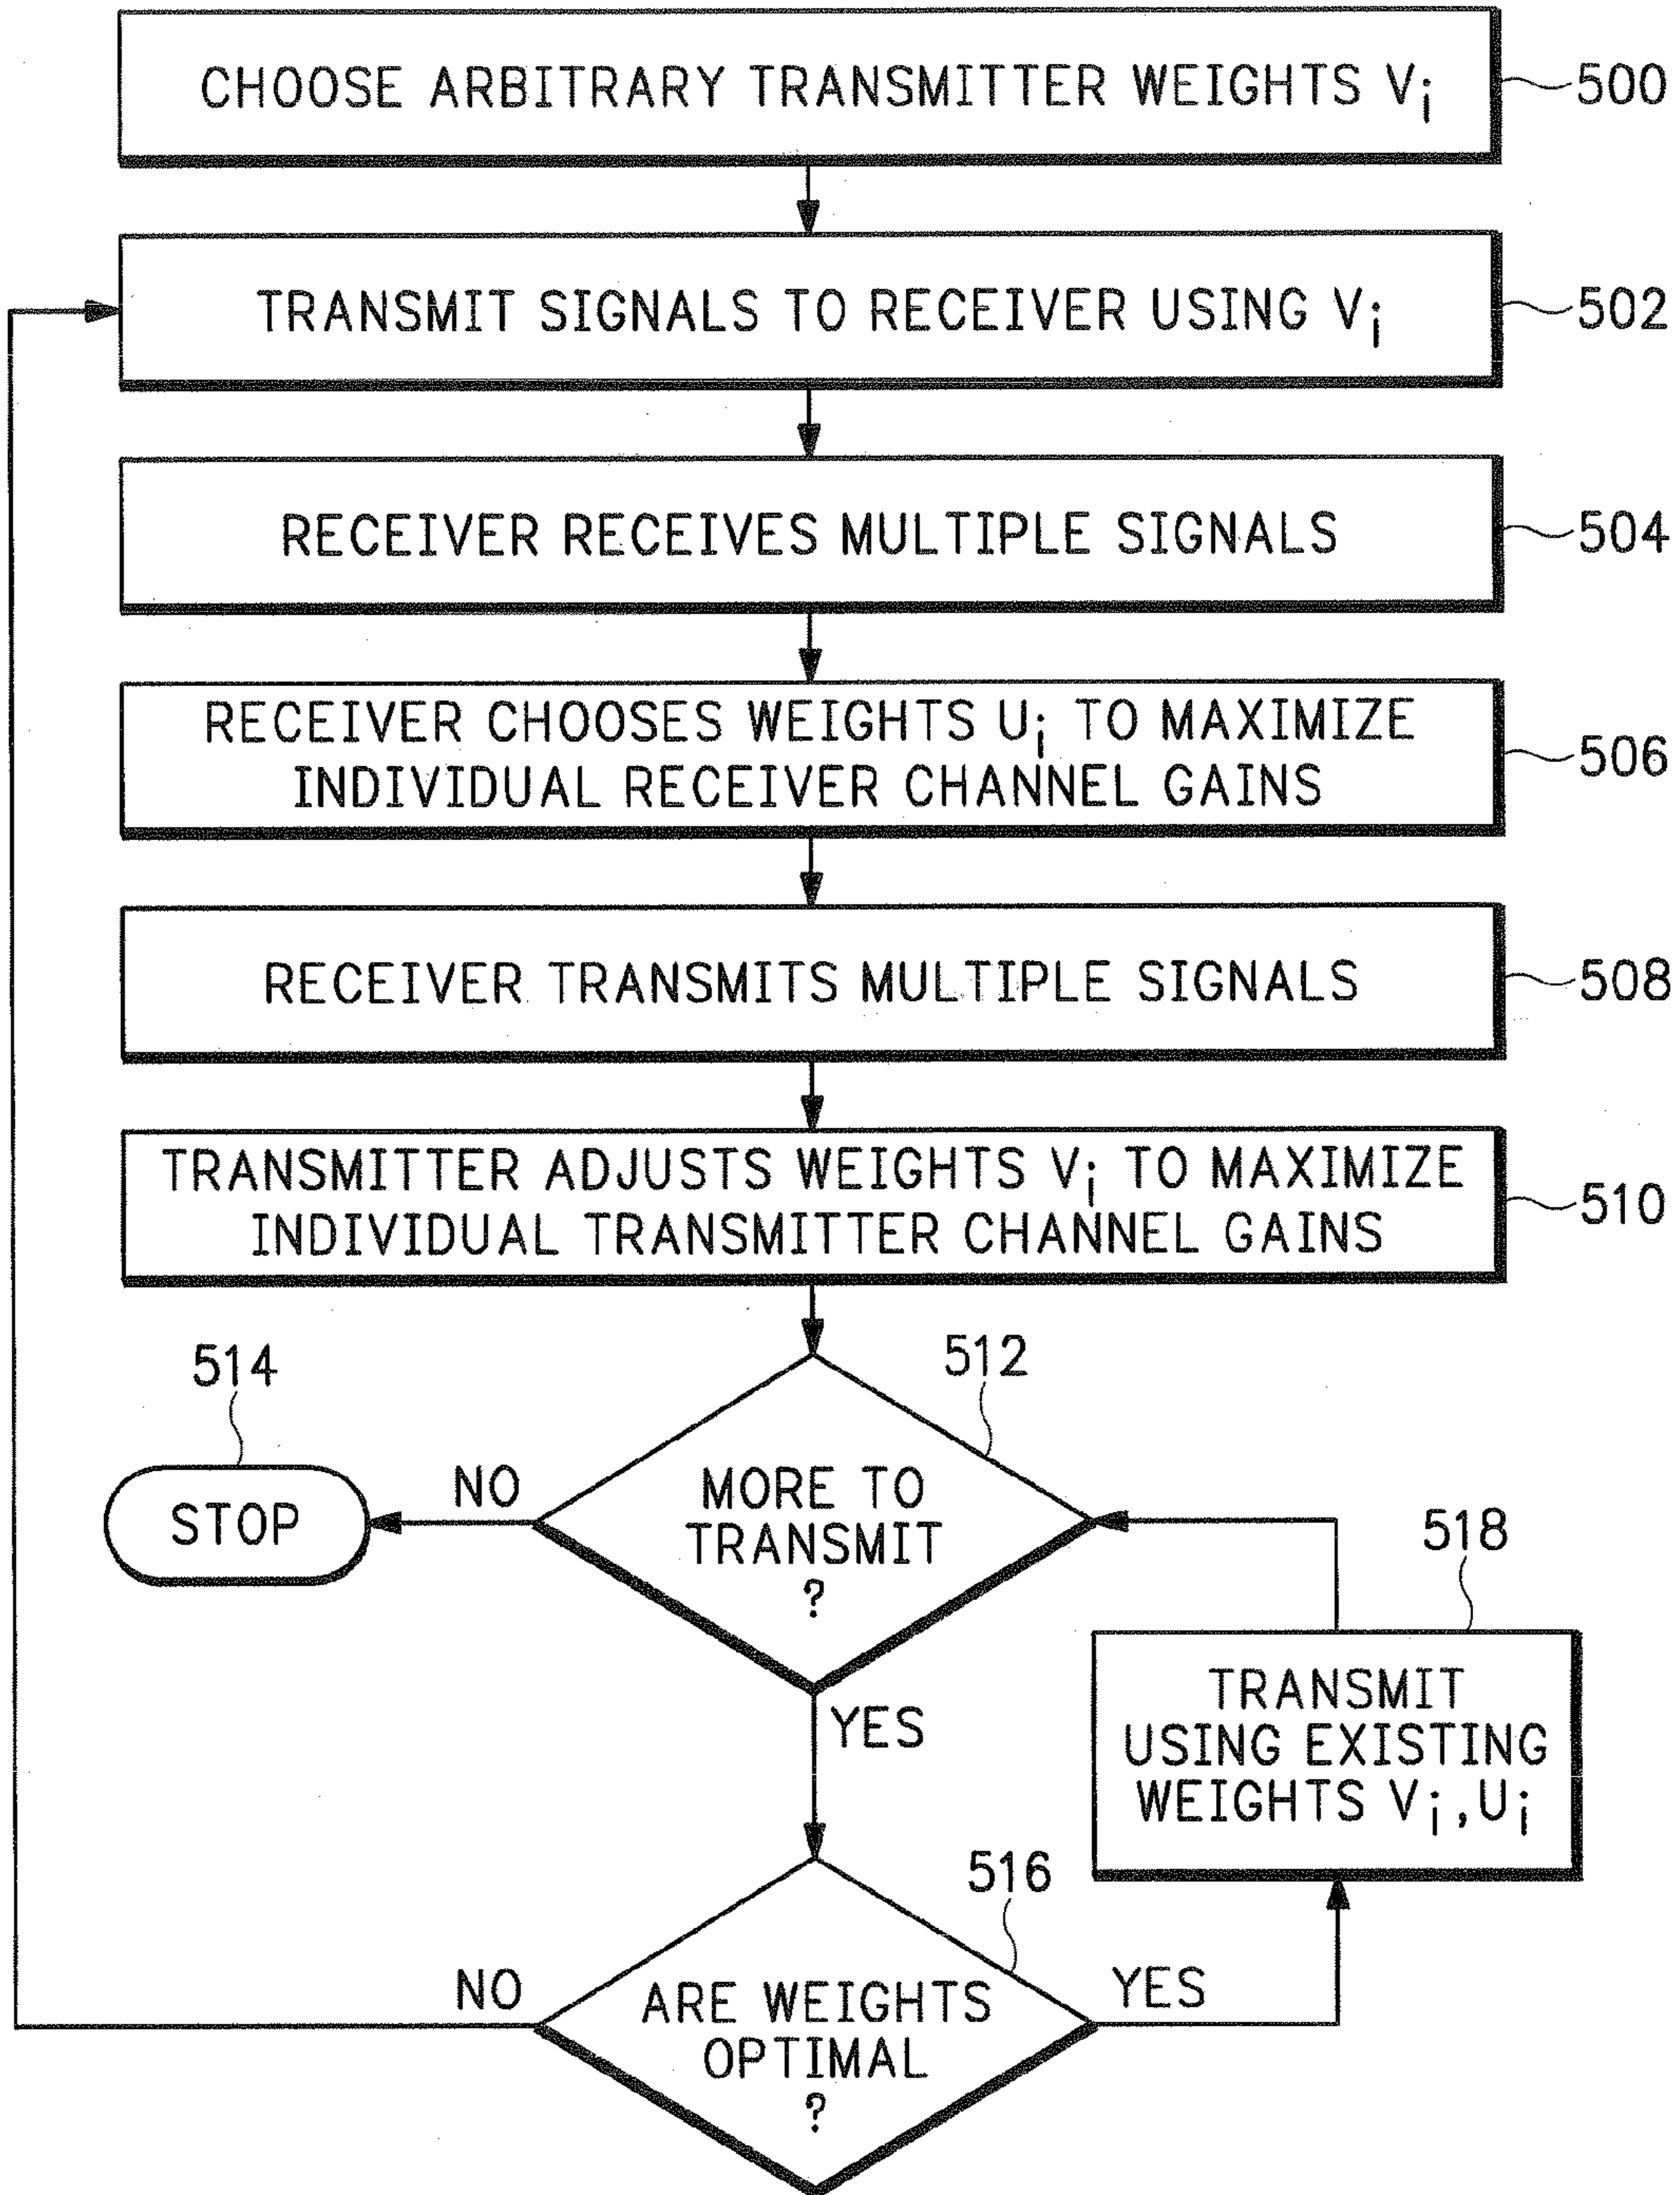 CHOOSE ARBITRARY TRANSMITTER WEIGHTS Vi
500
TRANSMIT SIGNALS TO RECEIVER USING Vi
502
RECEIVER RECEIVES MULTIPLE SIGNALS
504
RECEIVER CHOOSES WEIGHTS Ui TO MAXIMIZE
INDIVIDUAL RECEIVER CHANNEL GAINS
506
RECEIVER TRANSMITS MULTIPLE SIGNALS
508
TRANSMITTER ADJUSTS WEIGHTS Vi TO MAXIMIZE
INDIVIDUAL TRANSMITTER CHANNEL GAINS
510
512
514
MORE TO
TRANSMIT
?
NO
STOP
YES
518
TRANSMIT
USING EXISTING
WEIGHTS Vi,Ui
516
ARE WEIGHTS
OPTIMAL
?
NO
YES